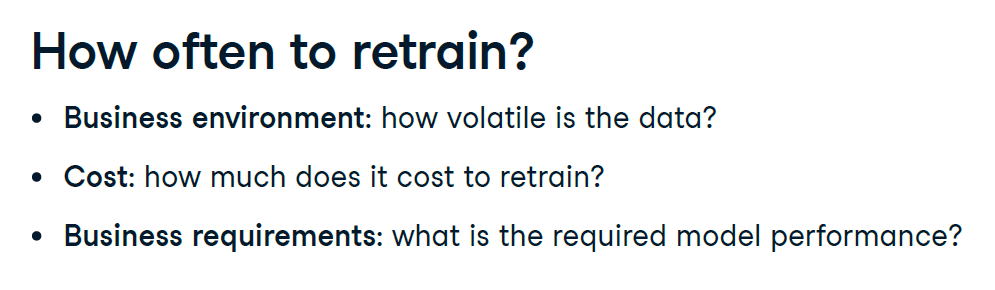 How often to retrain?
• Business environment: how volatile is the data?
• Cost: how much does it cost to retrain?
• Business requirements: what is the required model performance?